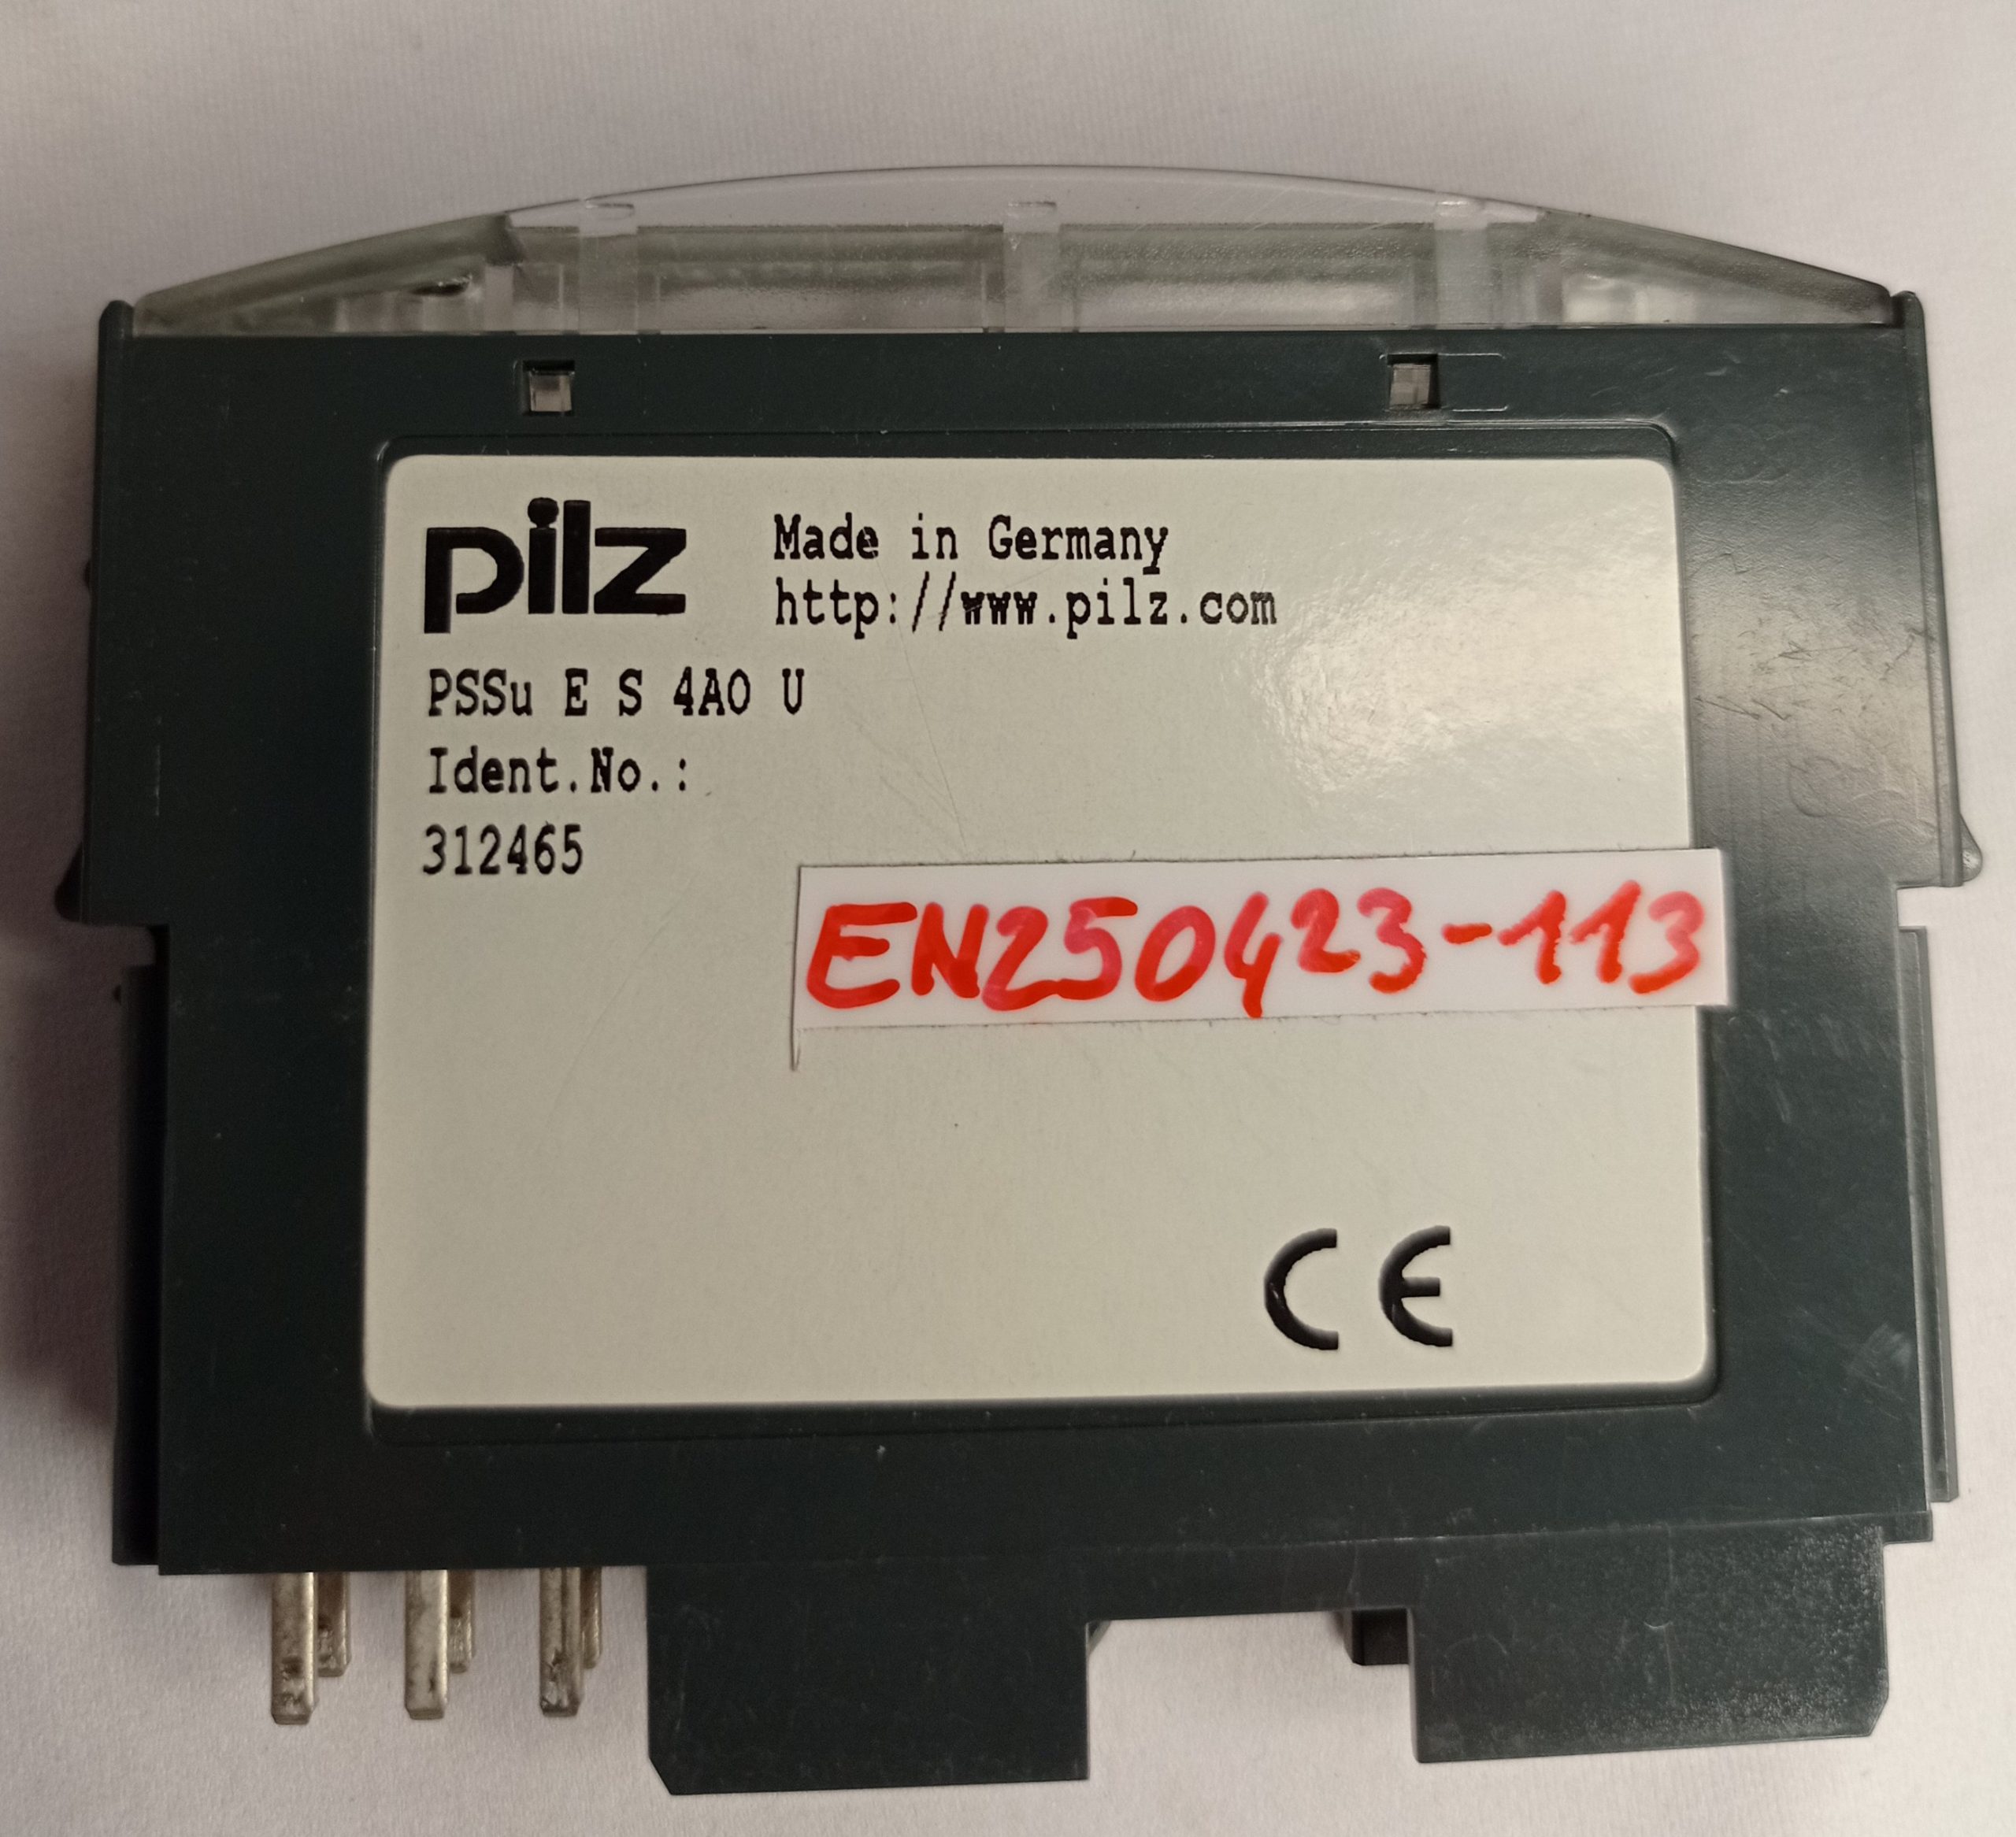 pilz
Made in Germany
http://www.pilz.com
PSSu E S 4AO U
Ident.No.:
312465
EN250423-113
CE